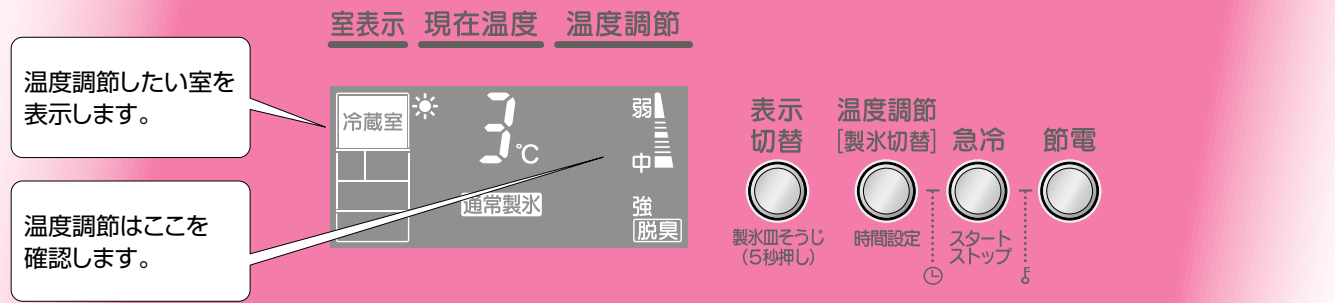 室表示 現在温度 温度調節
温度調節したい室を
表示します。
冷蔵室
3℃
弱
中
強
通常製氷
脱臭
温度調節はここを
確認します。
表示
切替
温度調節
[製氷切替]
急冷
節電
製氷皿そうじ
(5秒押し)
時間設定
スタート
ストップ